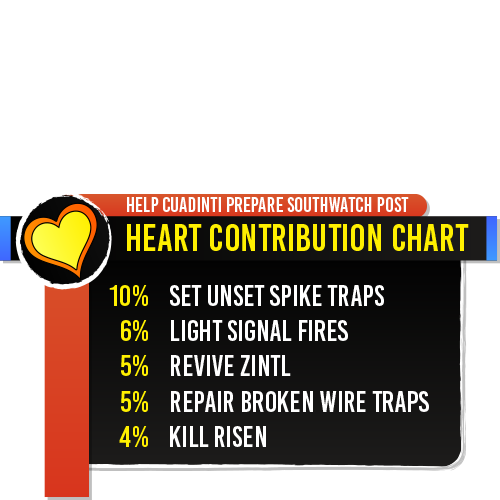 HELP CUADINTI PREPARE SOUTHWATCH POST
HEART CONTRIBUTION CHART
10% SET UNSET SPIKE TRAPS
6% LIGHT SIGNAL FIRES
5% REVIVE ZINTL
5% REPAIR BROKEN WIRE TRAPS
4% KILL RISEN